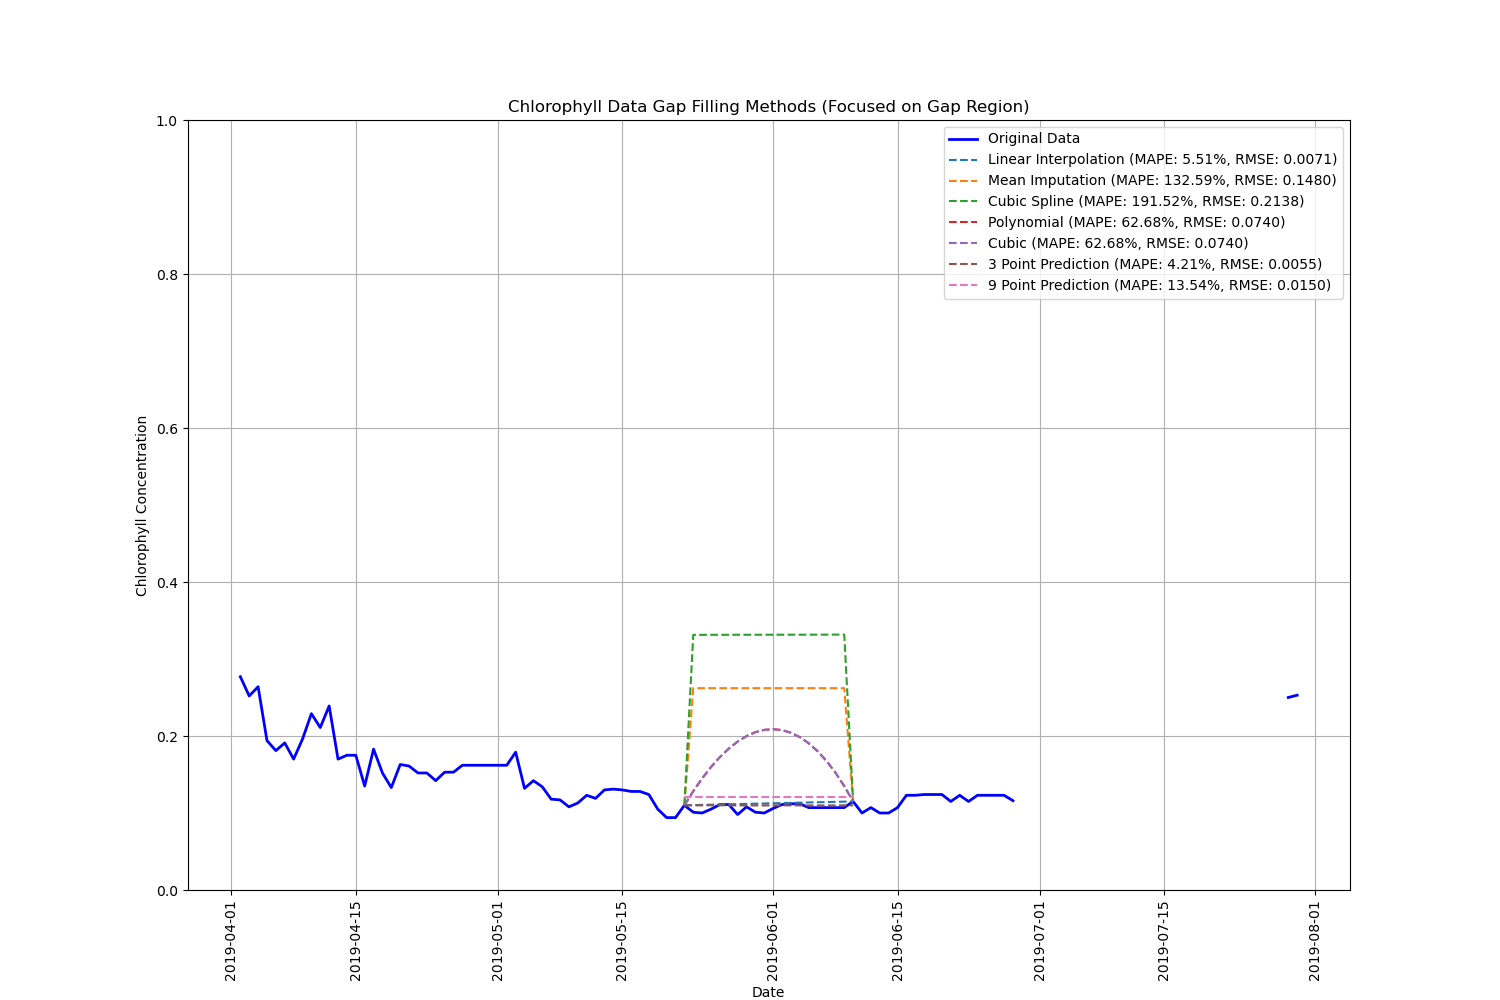 Chlorophyll Data Gap Filling Methods (Focused on Gap Region)
1.0
0.8
0.6
0.4
0.2
0.0
Chlorophyll Concentration
Original Data
Linear Interpolation (MAPE: 5.51%, RMSE: 0.0071)
Mean Imputation (MAPE: 132.59%, RMSE: 0.1480)
Cubic Spline (MAPE: 191.52%, RMSE: 0.2138)
Polynomial (MAPE: 62.68%, RMSE: 0.0740)
Cubic (MAPE: 62.68%, RMSE: 0.0740)
3 Point Prediction (MAPE: 4.21%, RMSE: 0.0055)
9 Point Prediction (MAPE: 13.54%, RMSE: 0.0150)
2019-04-01
2019-04-15
2019-05-01
2019-05-15
2019-06-01
2019-06-15
2019-07-01
2019-07-15
2019-08-01
Date